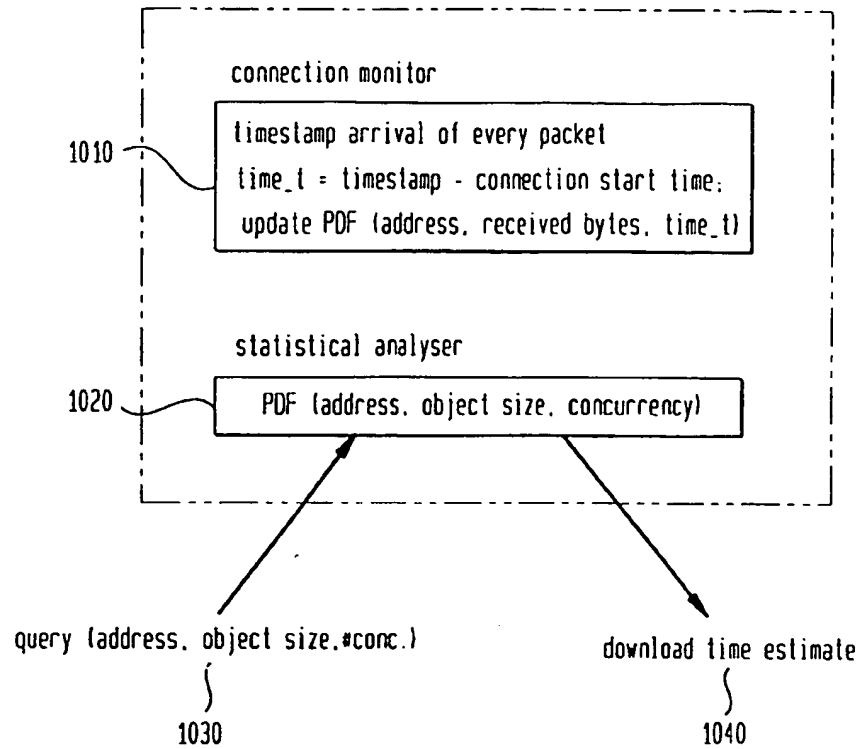 connection monitor
1010
timestamp arrival of every packet
time_t = timestamp - connection start time;
update PDF (address, received bytes, time_t)
statistical analyser
1020
PDF (address, object size, concurrency)
query (address, object size,#conc.)
download time estimate
1030
1040